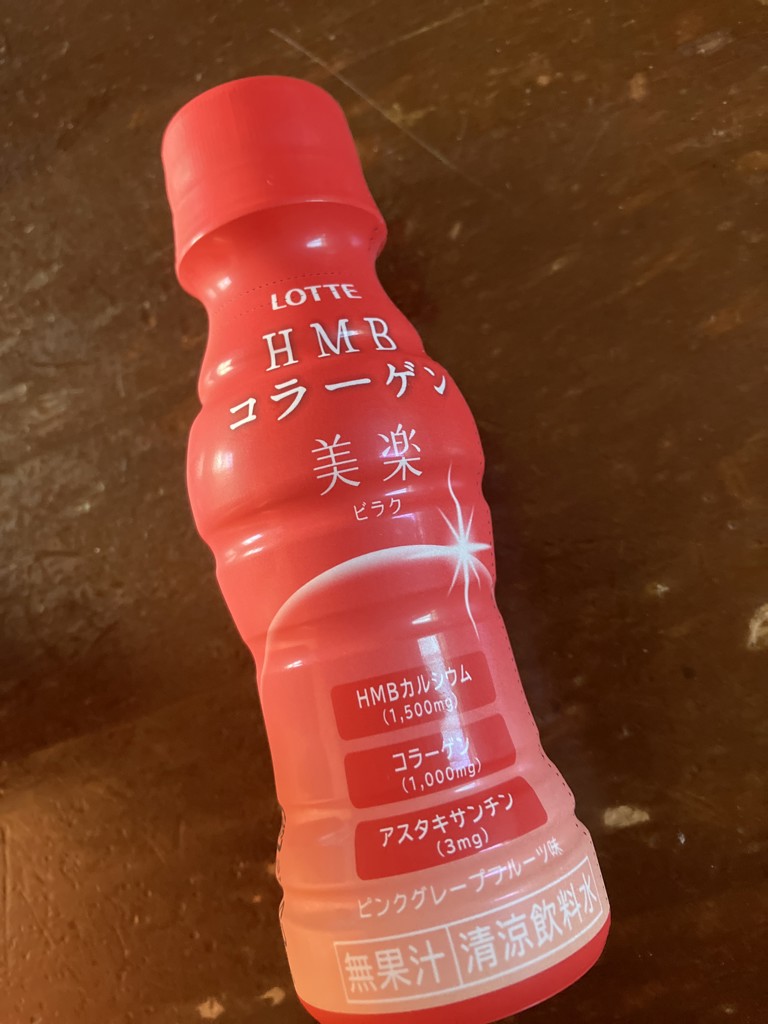 LOTTE
HMB
コラーゲン
美楽
ビラク
HMBカルシウム
(1,500mg)
コラーゲン
(1,000mg)
アスタキサンチン
(3mg)
ピンクグレープフルーツ味
無果汁 清涼飲料水